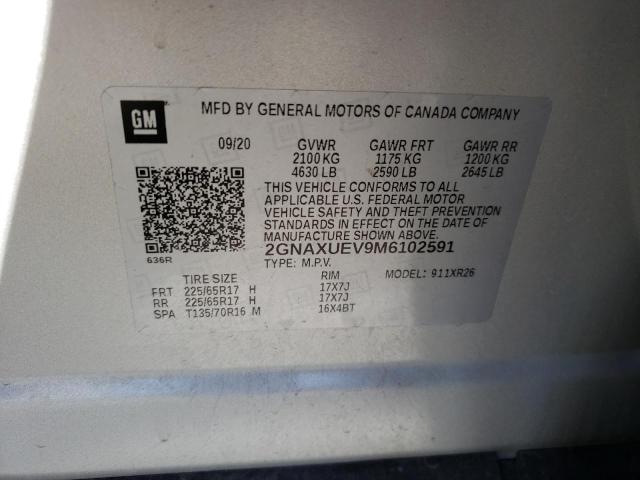 GM
MFD BY GENERAL MOTORS OF CANADA COMPANY
09/20 GVWR GAWR FRT GAWR RR
2100 KG 1175 KG 1200 KG
4630 LB 2590 LB 2645 LB
THIS VEHICLE CONFORMS TO ALL
APPLICABLE U.S. FEDERAL MOTOR
VEHICLE SAFETY AND THEFT PREVENTION
STANDARDS IN EFFECT ON THE DATE OF
MANUFACTURE SHOWN ABOVE.
2GNAXUEV9M6102591
636R
TYPE: M.P.V. MODEL: 911XR26
TIRE SIZE RIM
FRT 225/65R17 H 17X7J
RR 225/65R17 H 17X7J
SPA T135/70R16 M 16X4BT